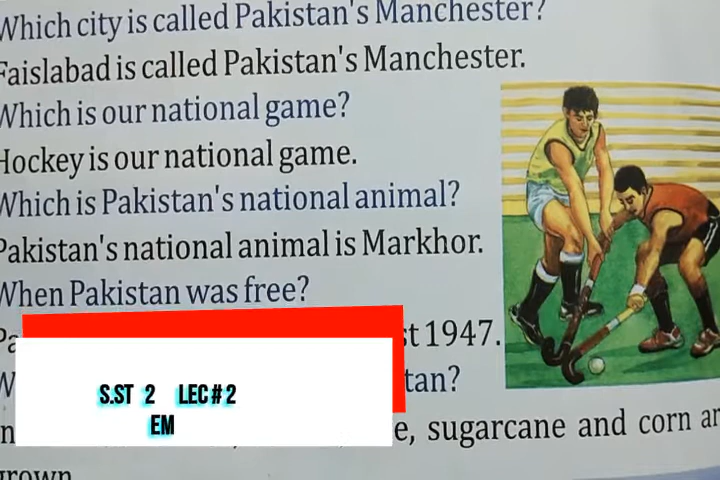 Which city is called Pakistan's Manchester?
Faislabad is called Pakistan's Manchester.
Which is our national game?
Hockey is our national game.
Which is Pakistan's national animal?
Pakistan's national animal is Markhor.
When Pakistan was free?
1947.
S.ST 2 LEC # 2
EM
sugarcane and corn
grown